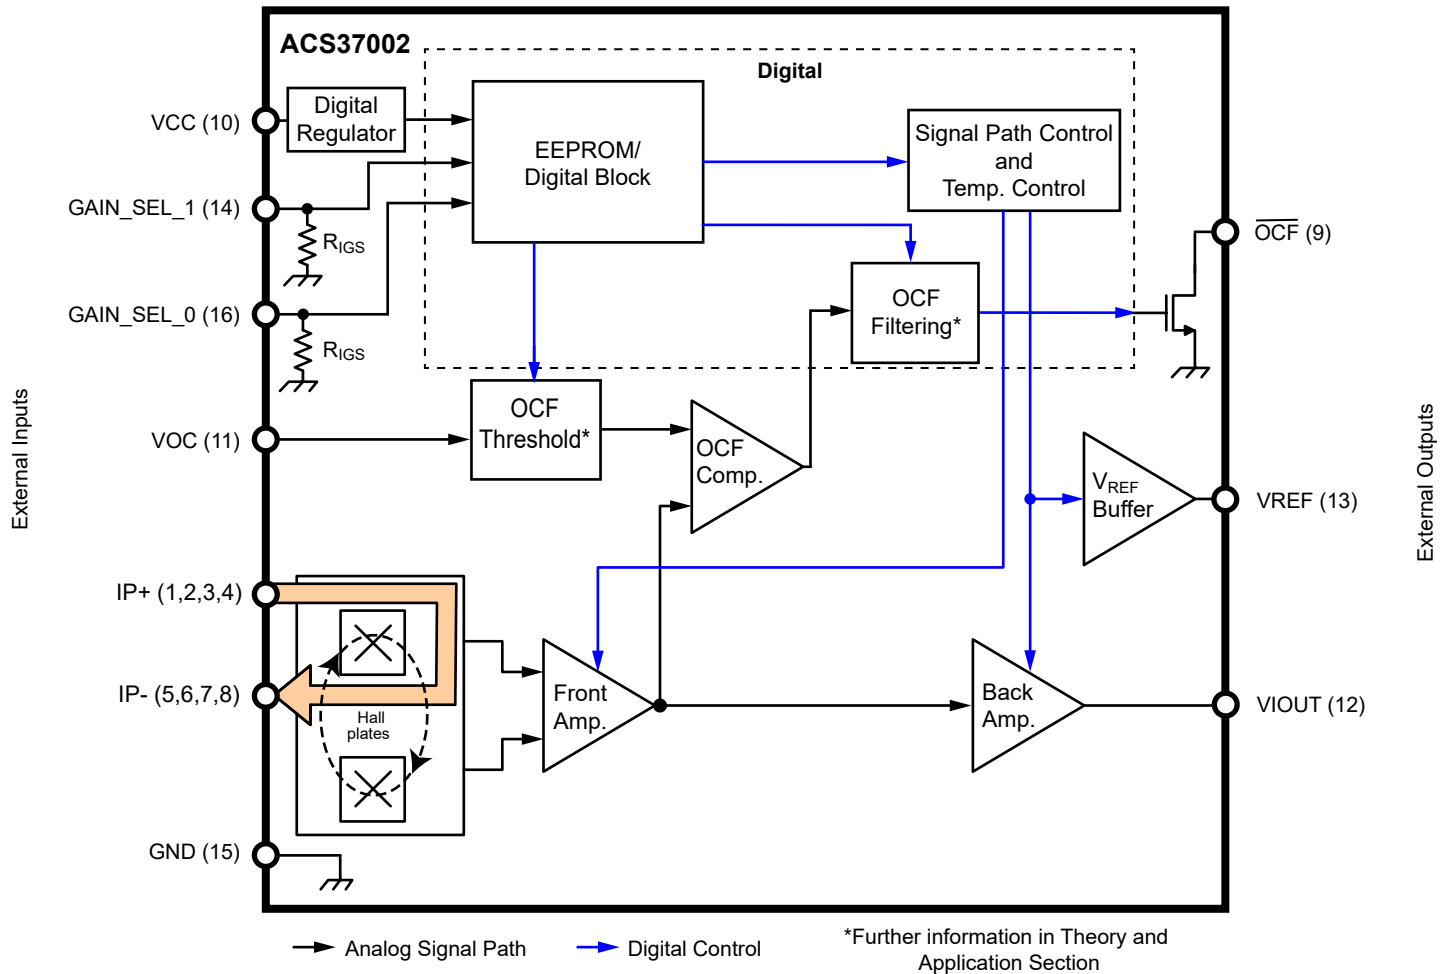 ACS37002
Digital
VCC (10)
Digital
Regulator
EEPROM/
Digital Block
Signal Path Control
and
Temp. Control
GAIN_SEL_1 (14)
RIGS
OCF (9)
GAIN_SEL_0 (16)
RIGS
OCF
Filtering*
VOC (11)
OCF
Threshold*
OCF
Comp.
VREF
Buffer
VREF (13)
External Inputs
External Outputs
IP+ (1,2,3,4)
IP- (5,6,7,8)
Hall
plates
Front
Amp.
Back
Amp.
VIOUT (12)
GND (15)
Analog Signal Path
Digital Control
*Further information in Theory and
Application Section